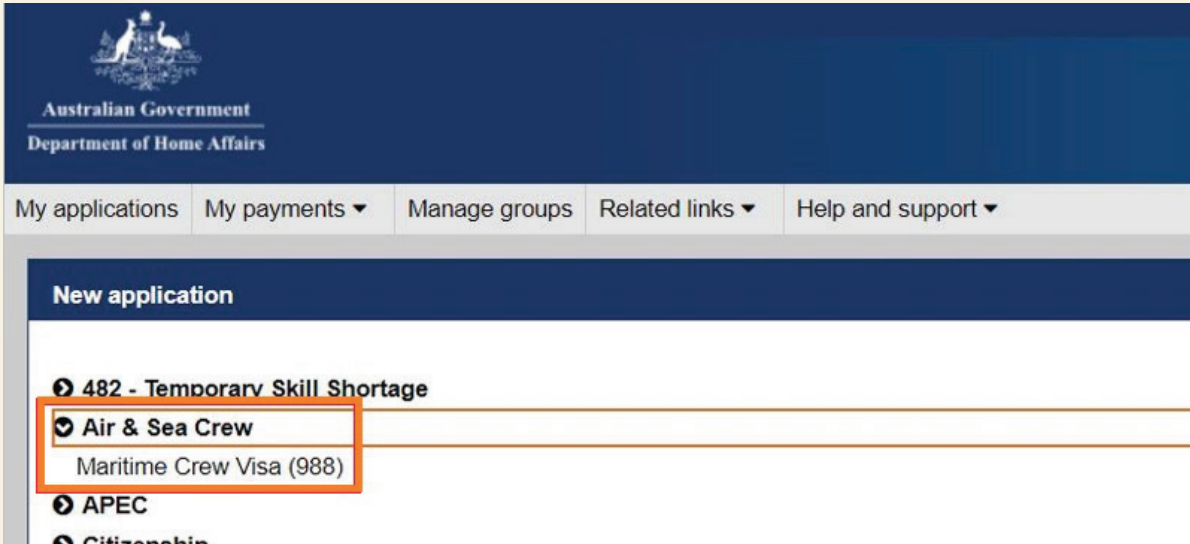 Australian Government
Department of Home Affairs
My applications My payments Manage groups Related links Help and support
New application
482 - Temporary Skill Shortage
Air & Sea Crew
Maritime Crew Visa (988)
APEC
Citizenship